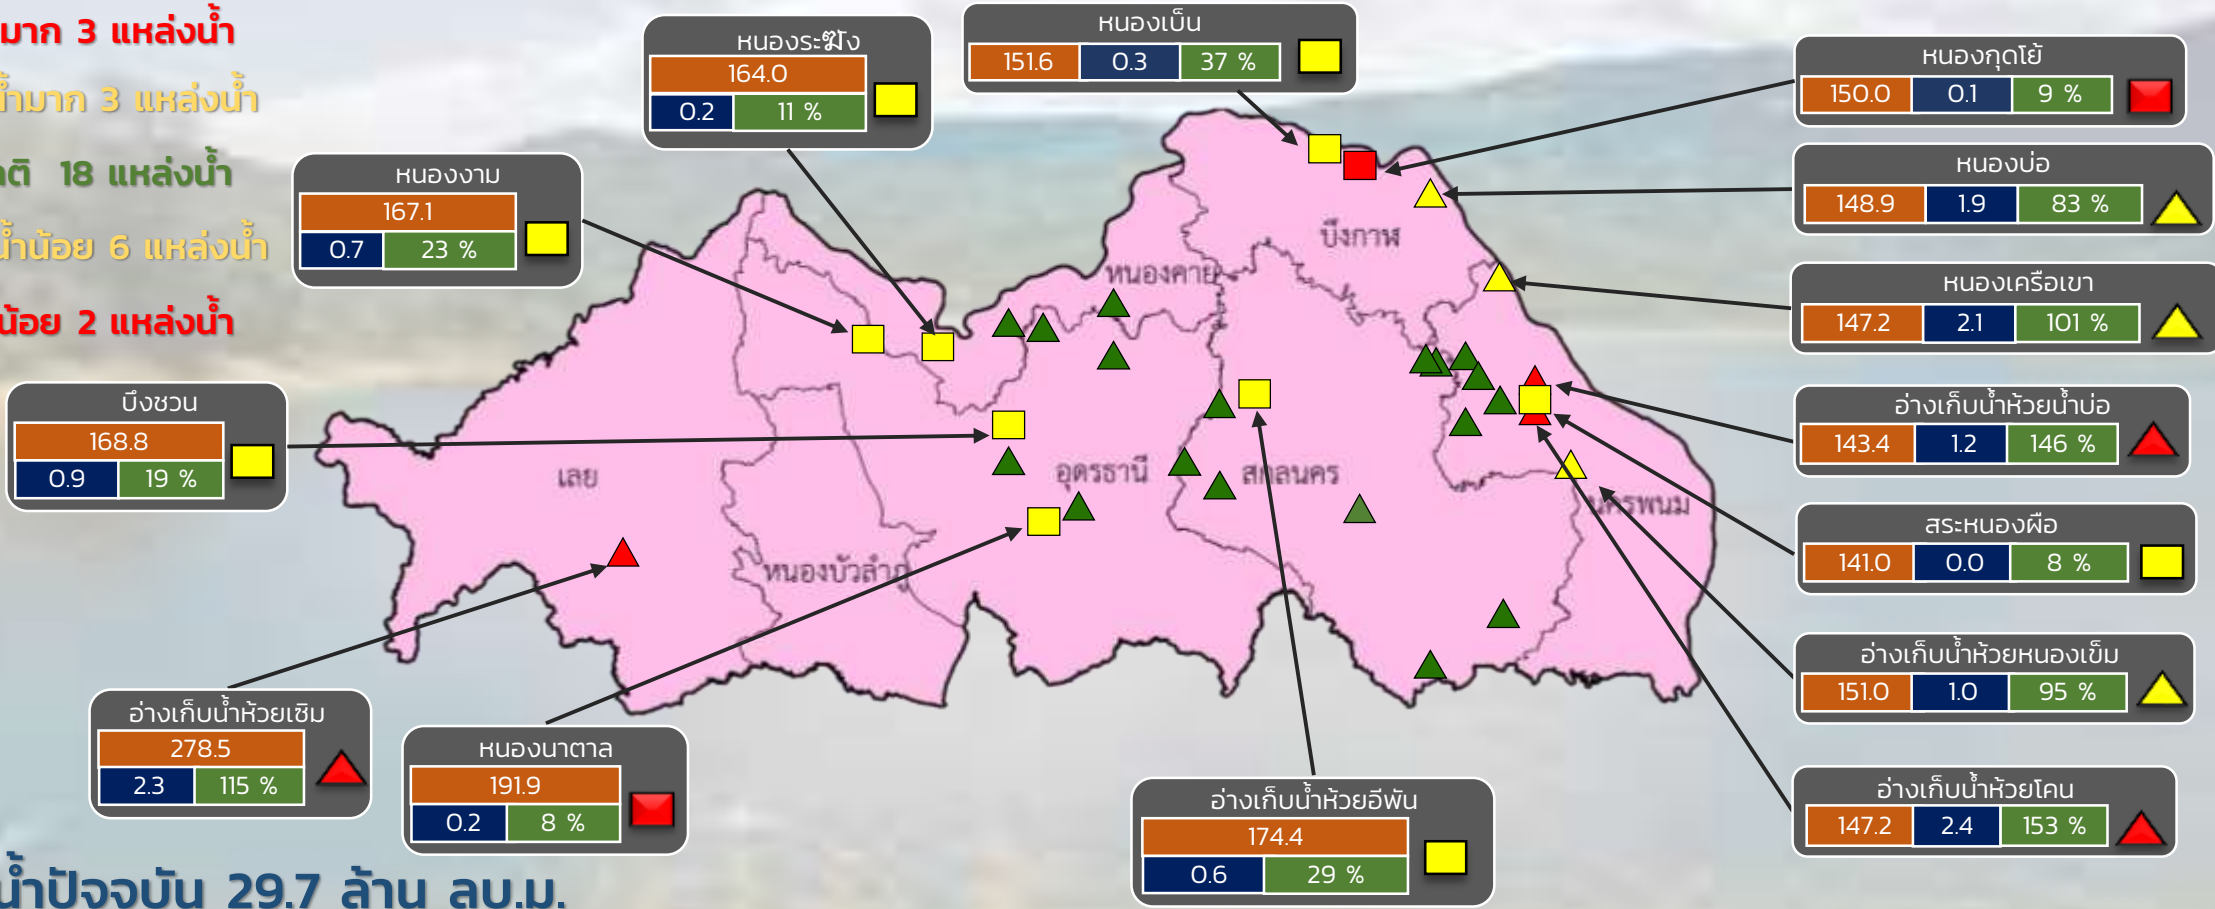 มาก 3 แหล่งน้ำ
น้ำมาก 3 แหล่งน้ำ
กติ 18 แหล่งน้ำ
น้ำน้อย 6 แหล่งน้ำ
น้อย 2 แหล่งน้ำ
หนองระฆัง
164.0
0.2 11 %
หนองเบ็น
151.6 0.3 37 %
หนองงาม
167.1
0.7 23 %
หนองกุดโย้
150.0 0.1 9 %
หนองบ่อ
148.9 1.9 83 %
หนองเครือเขา
147.2 2.1 101 %
อ่างเก็บน้ำห้วยน้ำบ่อ
143.4 1.2 146 %
สระหนองผือ
141.0 0.0 8 %
อ่างเก็บน้ำห้วยหนองเข็ม
151.0 1.0 95 %
อ่างเก็บน้ำห้วยโคน
147.2 2.4 153 %
บึงชวน
168.8
0.9 19 %
บึงกาฬ
หนองคาย
เลย
อุดรธานี
สกลนคร
นครพนม
หนองบัวลำภู
อ่างเก็บน้ำห้วยเซิม
278.5
2.3 115 %
หนองนาตาล
191.9
0.2 8 %
อ่างเก็บน้ำห้วยอีพัน
174.4
0.6 29 %
น้ำปัจจุบัน 29.7 ล้าน ลบ.ม.